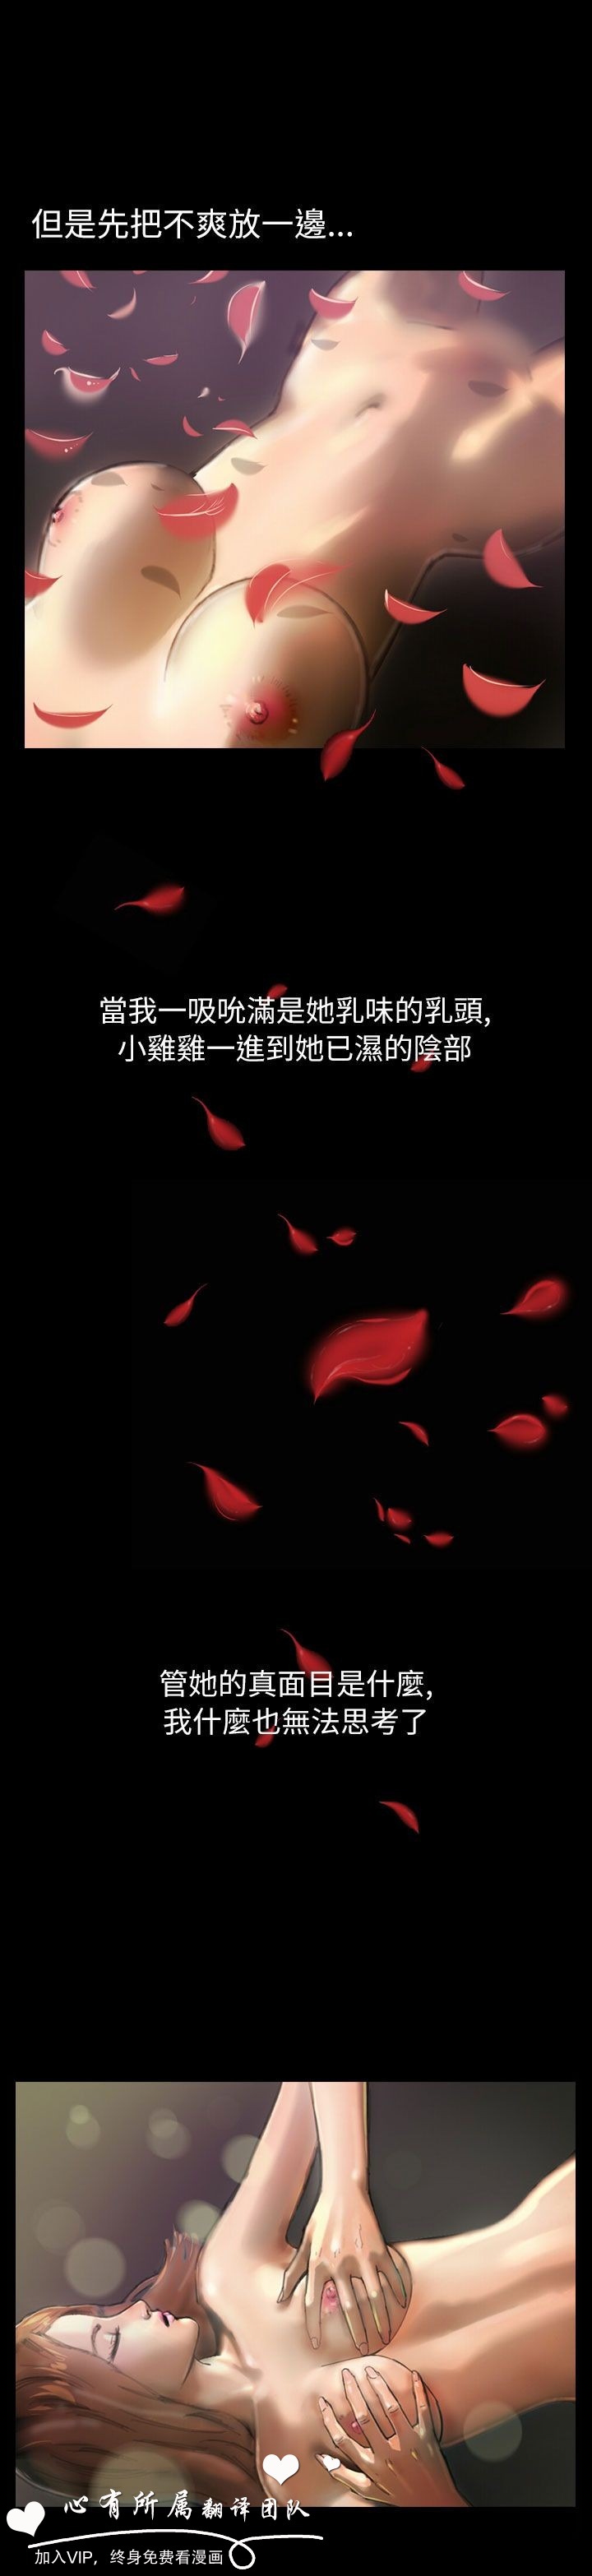 但是先把不爽放一邊...
當我一吸吮滿是她乳味的乳頭,
小雞雞一進到她已濕的陰部
管她的真面目是什麼,
我什麼也無法思考了
心有所属翻译团队
加入VIP，终身免费看漫画